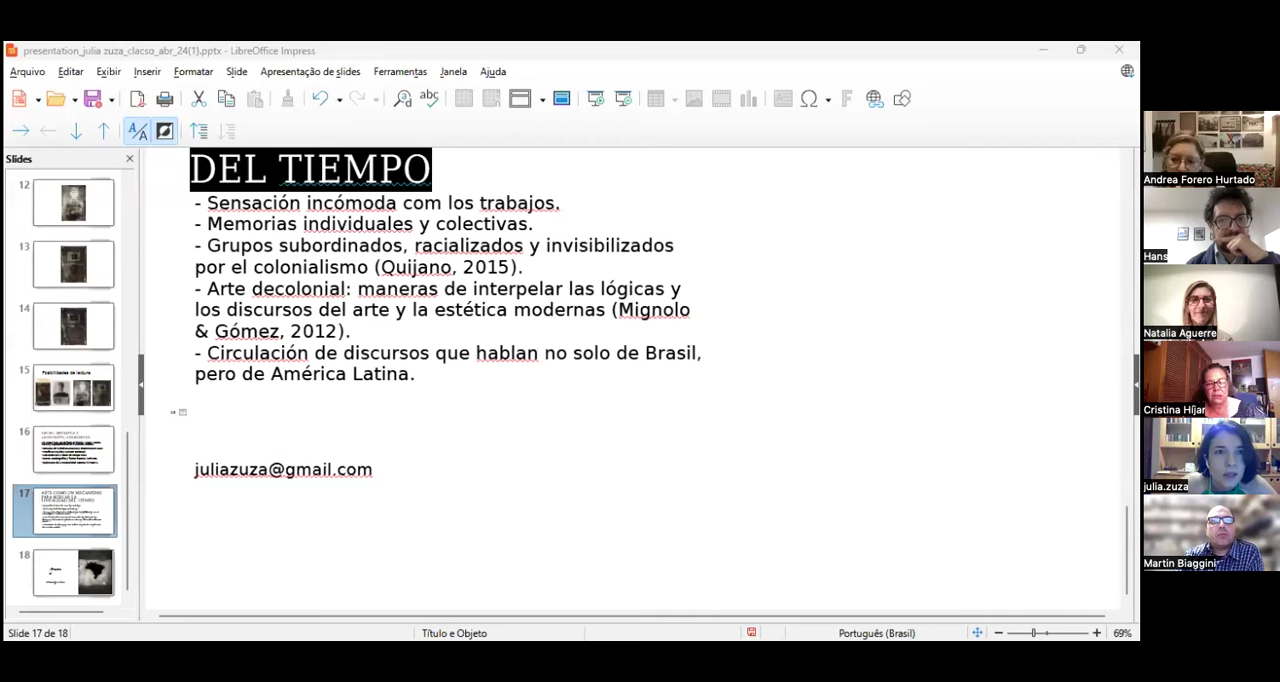 presentation_julia zuza_clacso_abr_24(1).pptx - LibreOffice Impress
Arquivo Editar Exibir Inserir Formatar Slide Apresentação de slides Ferramentas Janela Ajuda
Slides
12
13
14
15
Posibilidades de lectura
16
17
18
DEL TIEMPO
- Sensación incómoda com los trabajos.
- Memorias individuales y colectivas.
- Grupos subordinados, racializados y invisibilizados
por el colonialismo (Quijano, 2015).
- Arte decolonial: maneras de interpelar las lógicas y
los discursos del arte y la estética modernas (Mignolo
& Gómez, 2012).
- Circulación de discursos que hablan no solo de Brasil,
pero de América Latina.
juliazuza@gmail.com
Slide 17 de 18
Título e Objeto
Português (Brasil)
69%
Andrea Forero Hurtado
Hans
Natalia Aguerre
Cristina Híjar
julia.zuza
Martin Biaggini